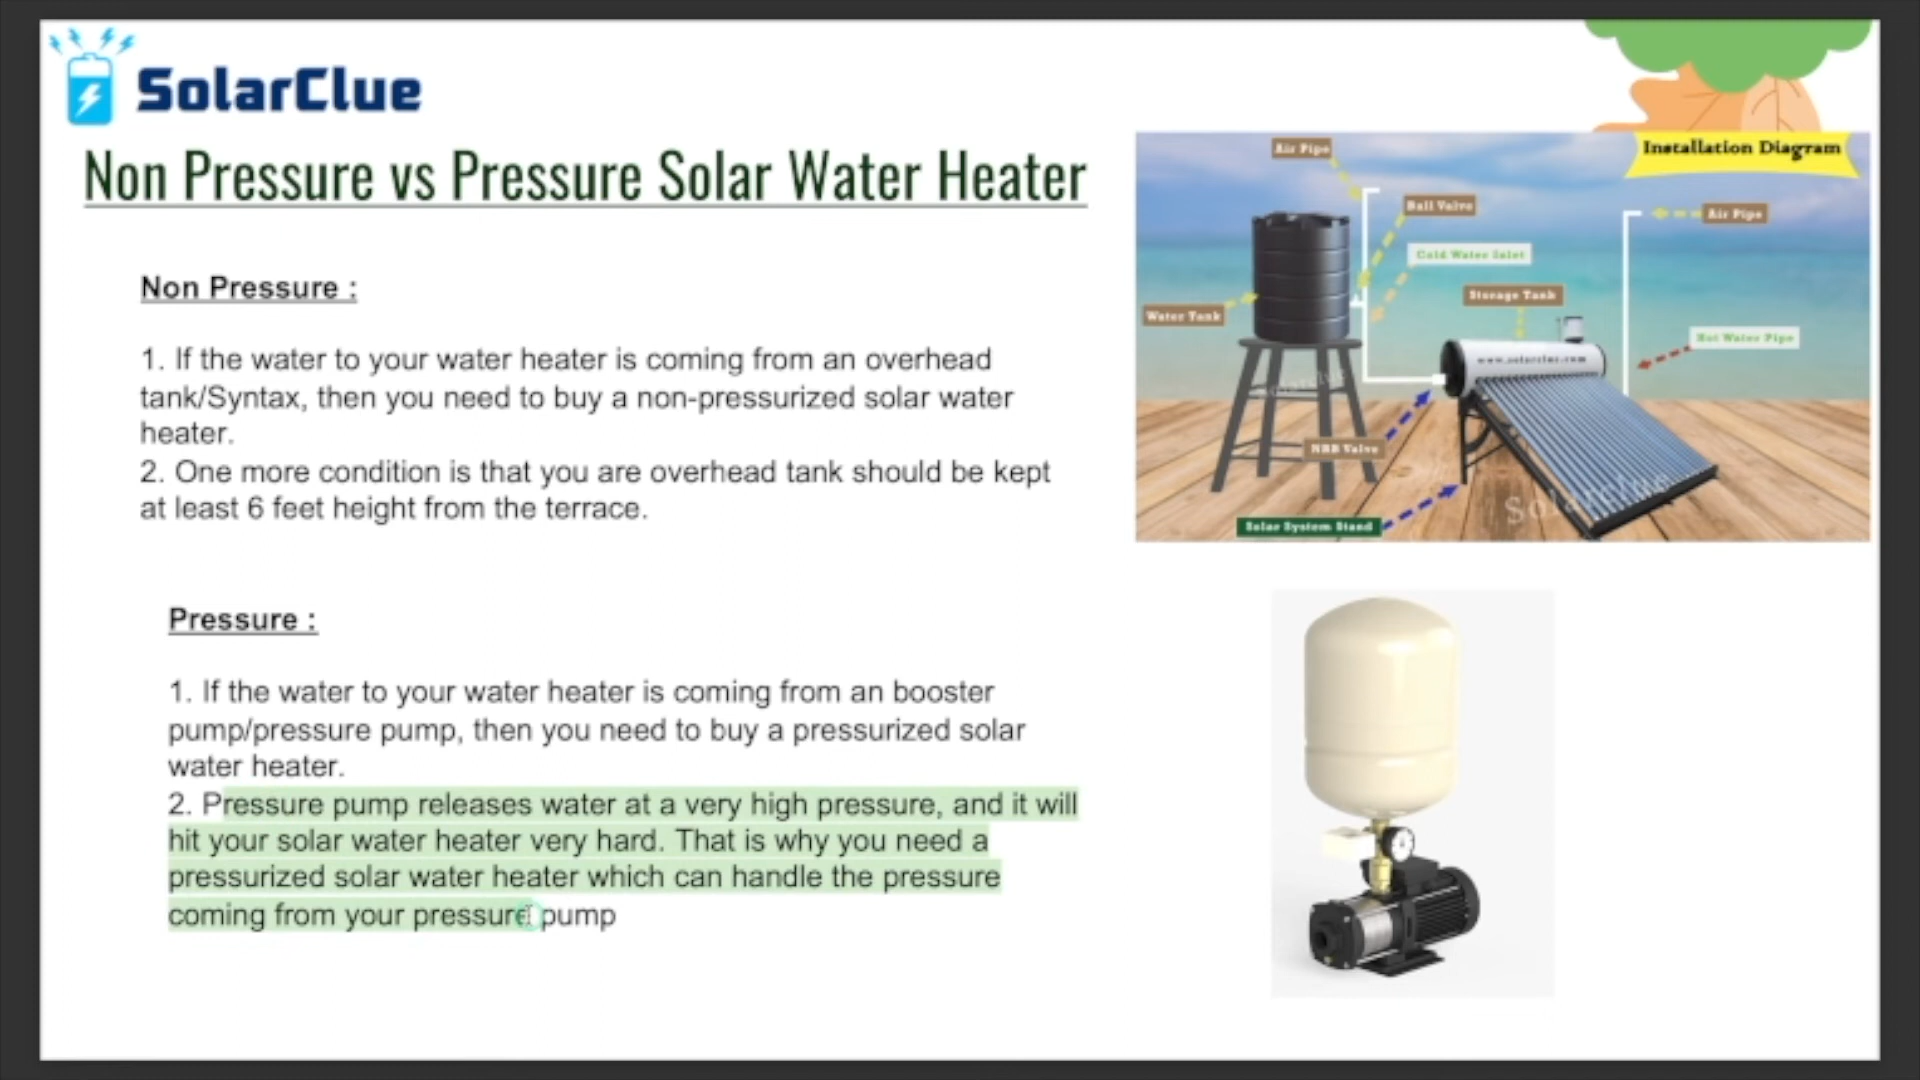 SolarClue
Non Pressure vs Pressure Solar Water Heater
Non Pressure :
1. If the water to your water heater is coming from an overhead
tank/Syntax, then you need to buy a non-pressurized solar water
heater.
2. One more condition is that you are overhead tank should be kept
at least 6 feet height from the terrace.
Pressure :
1. If the water to your water heater is coming from an booster
pump/pressure pump, then you need to buy a pressurized solar
water heater.
2. Pressure pump releases water at a very high pressure, and it will
hit your solar water heater very hard. That is why you need a
pressurized solar water heater which can handle the pressure
coming from your pressure pump
Installation Diagram
Air Pipe
Ball Valve
Air Pipe
Cold Water Inlet
Storage Tank
Water Tank
Hot Water Pipe
www.solarclue.com
Solarclue
NRB Valve
Solarclue
Solar System Stand